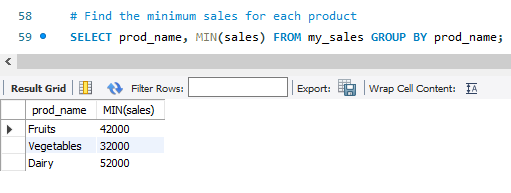 58 # Find the minimum sales for each product
59 SELECT prod_name, MIN(sales) FROM my_sales GROUP BY prod_name;
Result Grid Filter Rows: Export: Wrap Cell Content: IA
prod_name MIN(sales)
Fruits 42000
Vegetables 32000
Dairy 52000